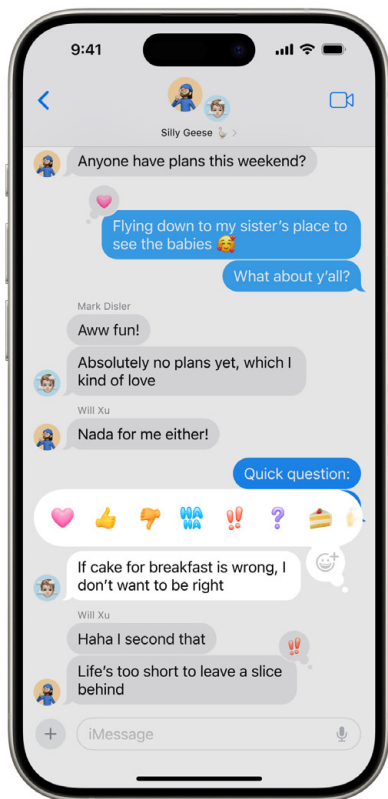 9:41
Silly Geese 🪿 >
Anyone have plans this weekend?
Flying down to my sister’s place to
see the babies 🥰
What about y’all?
Mark Disler
Aww fun!
Absolutely no plans yet, which I
kind of love
Will Xu
Nada for me either!
Quick question:
HA
HA
‼️
?
If cake for breakfast is wrong, I
don’t want to be right
Will Xu
Haha I second that
‼️
Life’s too short to leave a slice
behind
iMessage